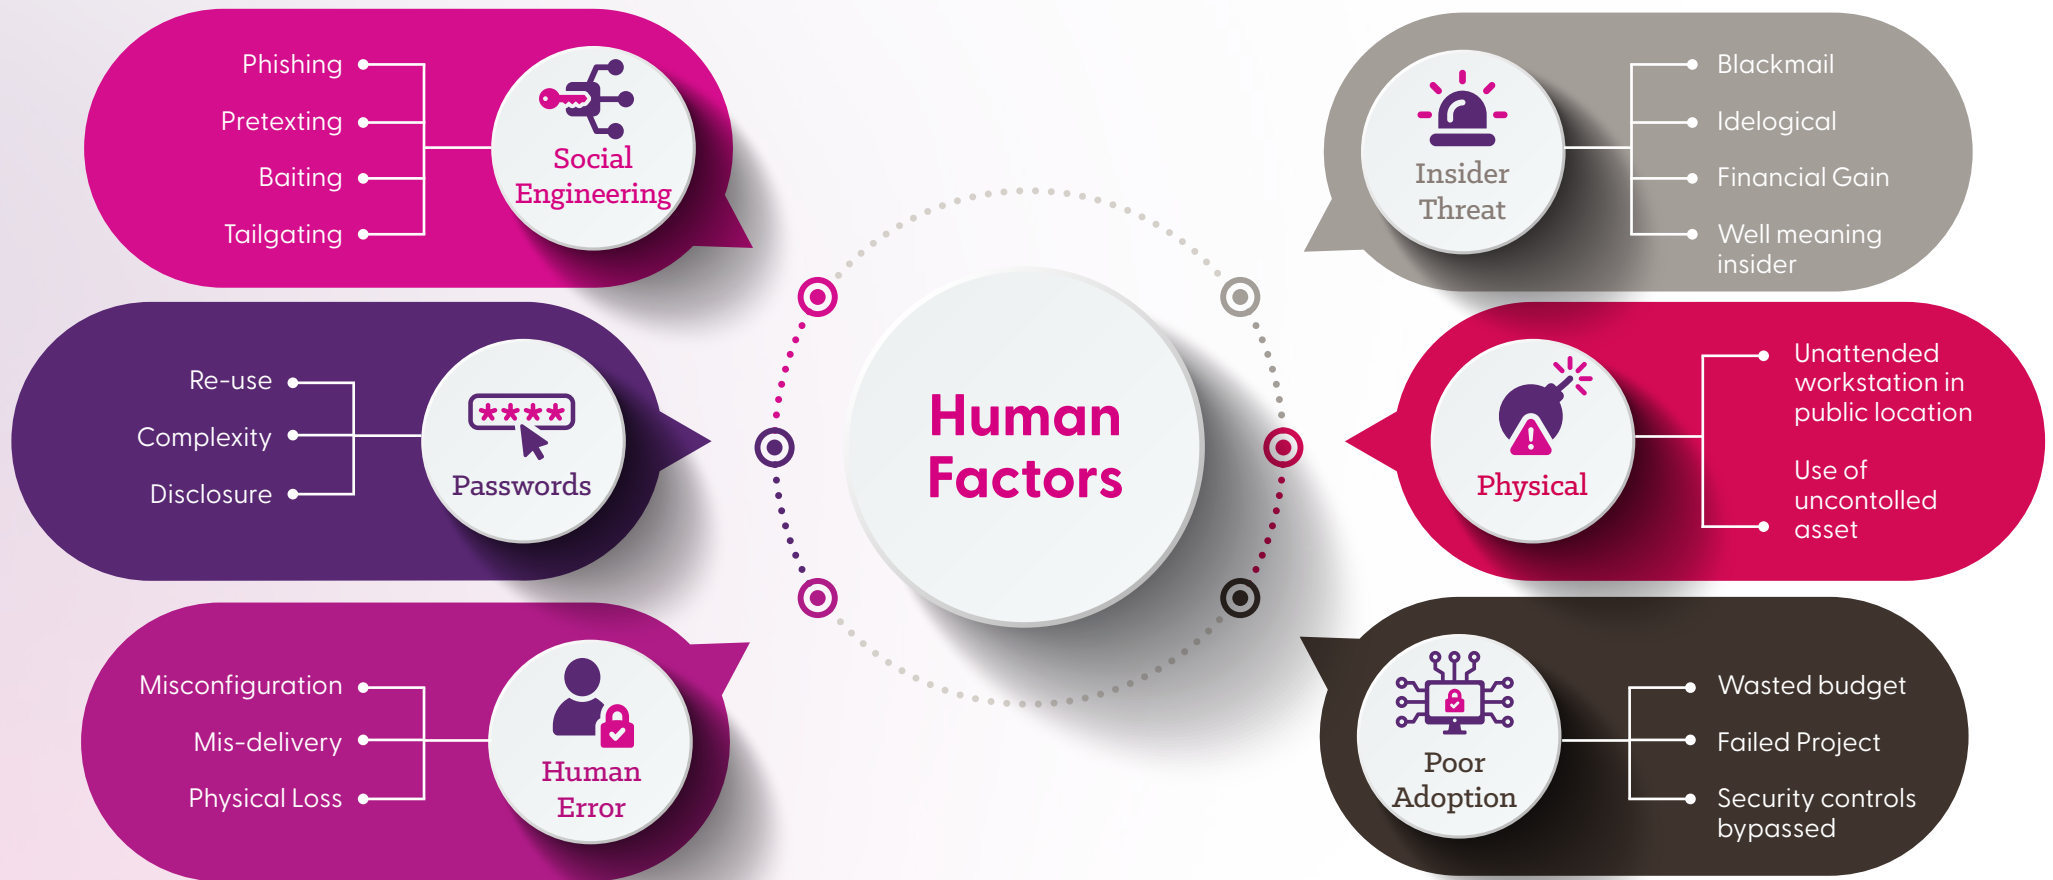 Phishing
Pretexting
Baiting
Tailgating
Social
Engineering
Re-use
Complexity
Disclosure
****
Passwords
Misconfiguration
Mis-delivery
Physical Loss
Human
Error
Human
Factors
Insider
Threat
Blackmail
Idelogical
Financial Gain
Well meaning
insider
Physical
Unattended
workstation in
public location
Use of
uncontolled
asset
Poor
Adoption
Wasted budget
Failed Project
Security controls
bypassed